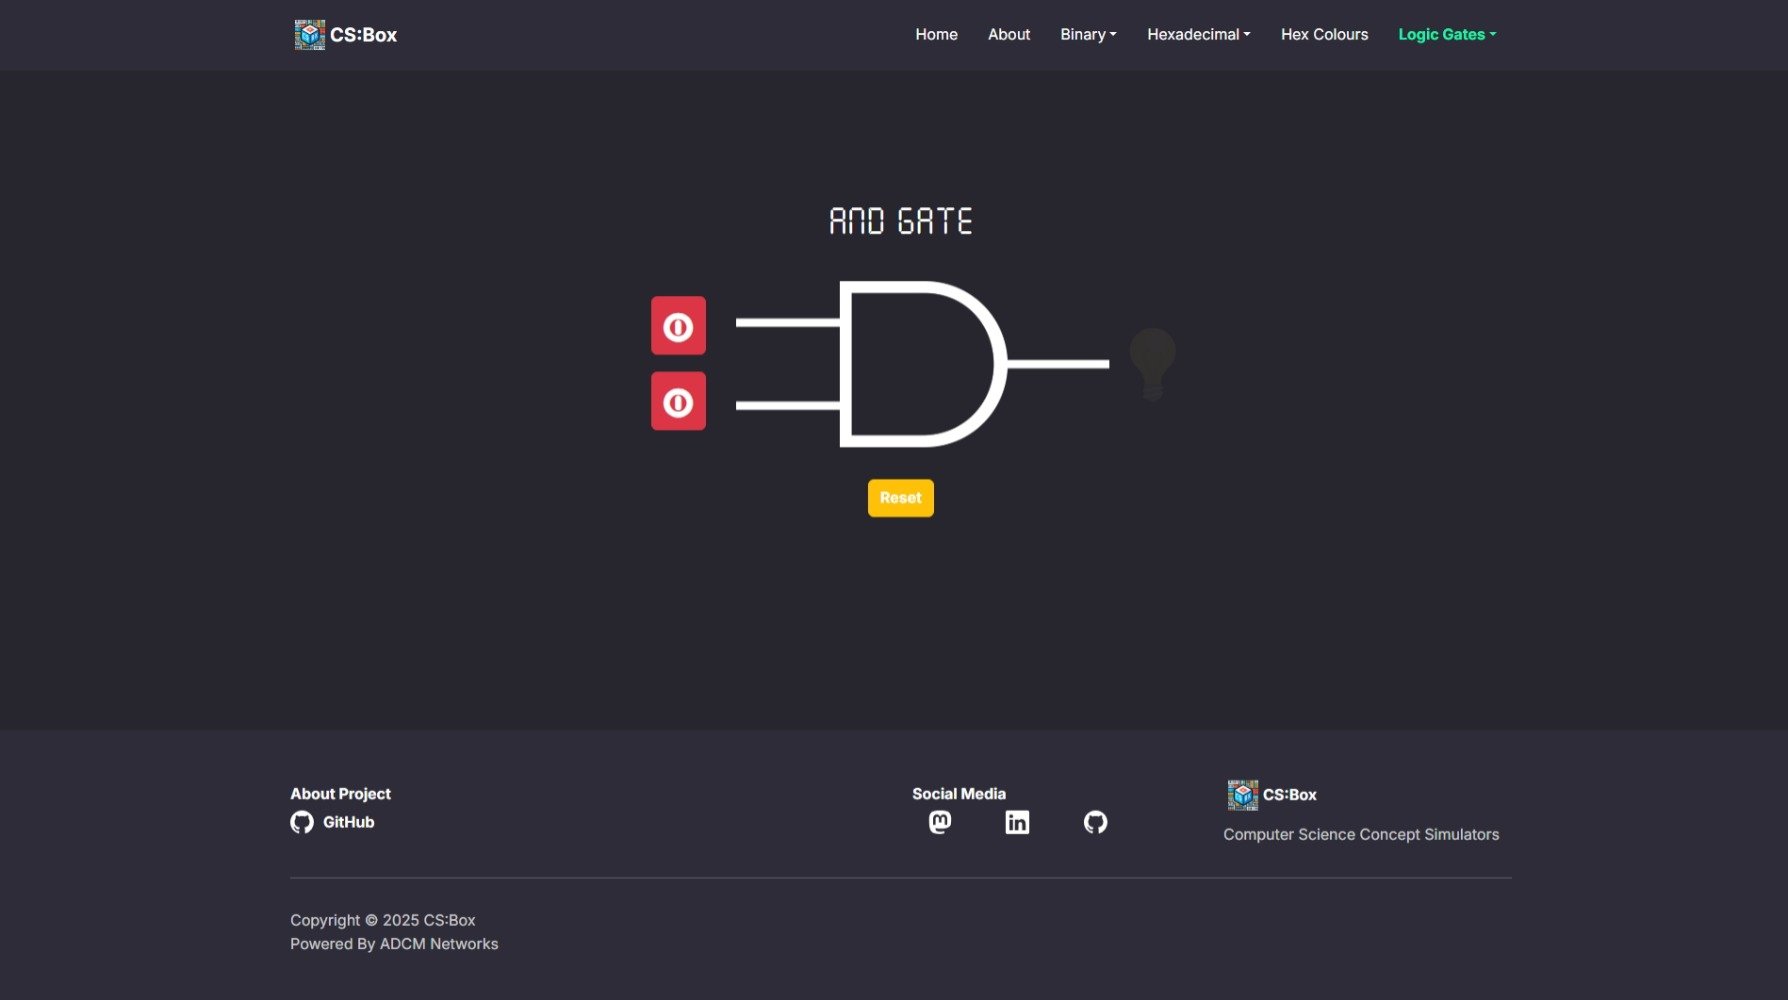 CS:Box
Home About Binary Hexadecimal Hex Colours Logic Gates
AND GATE
0
0
Reset
About Project
GitHub
Social Media
CS:Box
Computer Science Concept Simulators
Copyright © 2025 CS:Box
Powered By ADCM Networks